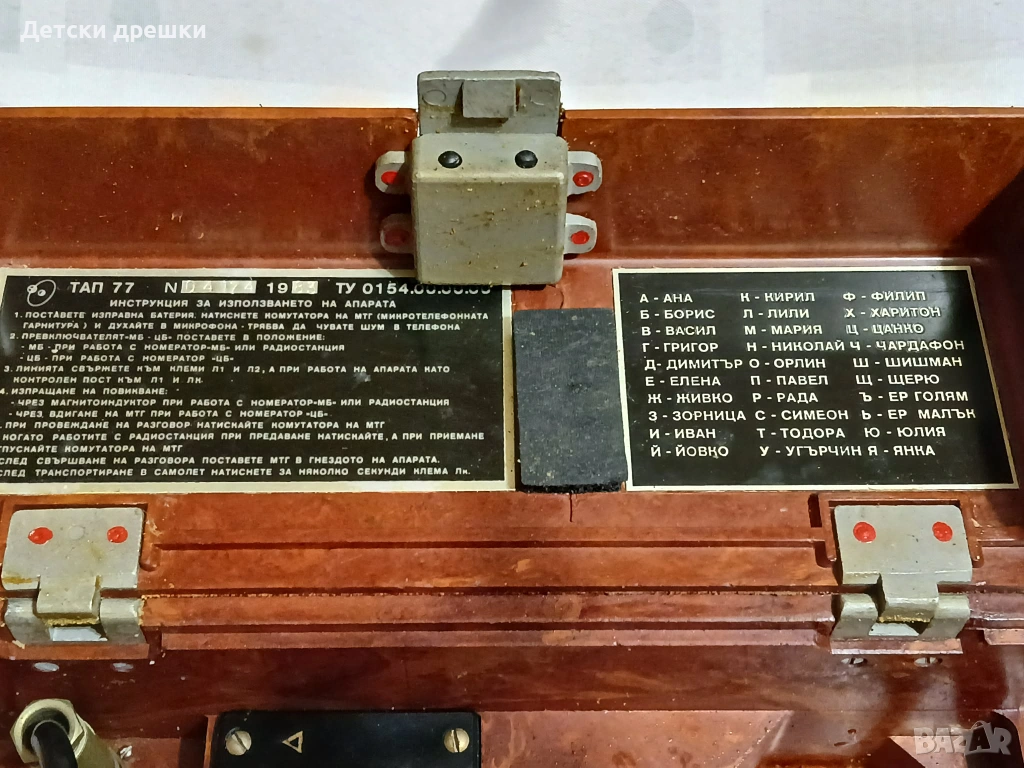 Детски дрешки
ТАП 77 N 19 ТУ 0154.
ИНСТРУКЦИЯ ЗА ИЗПОЛЗВАНЕТО НА АПАРАТА
1. ПОСТАВЕТЕ ИЗПРАВНА БАТЕРИЯ. НАТИСНЕТЕ КОМУТАТОРА НА МТГ (МИКРОТЕЛЕФОННАТА
ГАРНИТУРА) И ДУХАЙТЕ В МИКРОФОНА - ТРЯБВА ДА ЧУВАТЕ ШУМ В ТЕЛЕФОНА
2. ПРЕВКЛЮЧВАТЕЛЯТ-МБ - ЦБ- ПОСТАВЕТЕ В ПОЛОЖЕНИЕ:
- МБ- ПРИ РАБОТА С НОМЕРАТОР-МБ- ИЛИ РАДИОСТАНЦИЯ
- ЦБ - ПРИ РАБОТА С НОМЕРАТОР -ЦБ-
3. ЛИНИЯТА СВЪРЖЕТЕ КЪМ КЛЕМИ Л1 И Л2, А ПРИ РАБОТА НА АПАРАТА КАТО
КОНТРОЛЕН ПОСТ КЪМ Л1 И ЛК.
4. ИЗПРАЩАНЕ НА ПОВИКВАНЕ:
- ЧРЕЗ МАГНИТОИНДУКТОР ПРИ РАБОТА С НОМЕРАТОР-МБ- ИЛИ РАДИОСТАНЦИЯ
- ЧРЕЗ ВДИГАНЕ НА МТГ ПРИ РАБОТА С НОМЕРАТОР -ЦБ-.
ПРИ ПРОВЕЖДАНЕ НА РАЗГОВОР НАТИСКАЙТЕ КОМУТАТОРА НА МТГ
КОГАТО РАБОТИТЕ С РАДИОСТАНЦИЯ ПРИ ПРЕДАВАНЕ НАТИСКАЙТЕ, А ПРИ ПРИЕМАНЕ
ПУСКАЙТЕ КОМУТАТОРА НА МТГ
СЛЕД СВЪРШВАНЕ НА РАЗГОВОРА ПОСТАВЕТЕ МТГ В ГНЕЗДОТО НА АПАРАТА.
СЛЕД ТРАНСПОРТИРАНЕ В САМОЛЕТ НАТИСНЕТЕ ЗА НЯКОЛКО СЕКУНДИ КЛЕМА Лк.
А - АНА К - КИРИЛ Ф - ФИЛИП
Б - БОРИС Л - ЛИЛИ Х - ХАРИТОН
В - ВАСИЛ М - МАРИЯ Ц - ЦАНКО
Г - ГРИГОР Н - НИКОЛАЙ Ч - ЧАРДАФОН
Д - ДИМИТЪР О - ОРЛИН Ш - ШИШМАН
Е - ЕЛЕНА П - ПАВЕЛ Щ - ЩЕРЮ
Ж - ЖИВКО Р - РАДА Ъ - ЕР ГОЛЯМ
З - ЗОРНИЦА С - СИМЕОН Ь - ЕР МАЛЪК
И - ИВАН Т - ТОДОРА Ю - ЮЛИЯ
Й - ЙОВКО У - УГЪРЧИН Я - ЯНКА
BAZAR